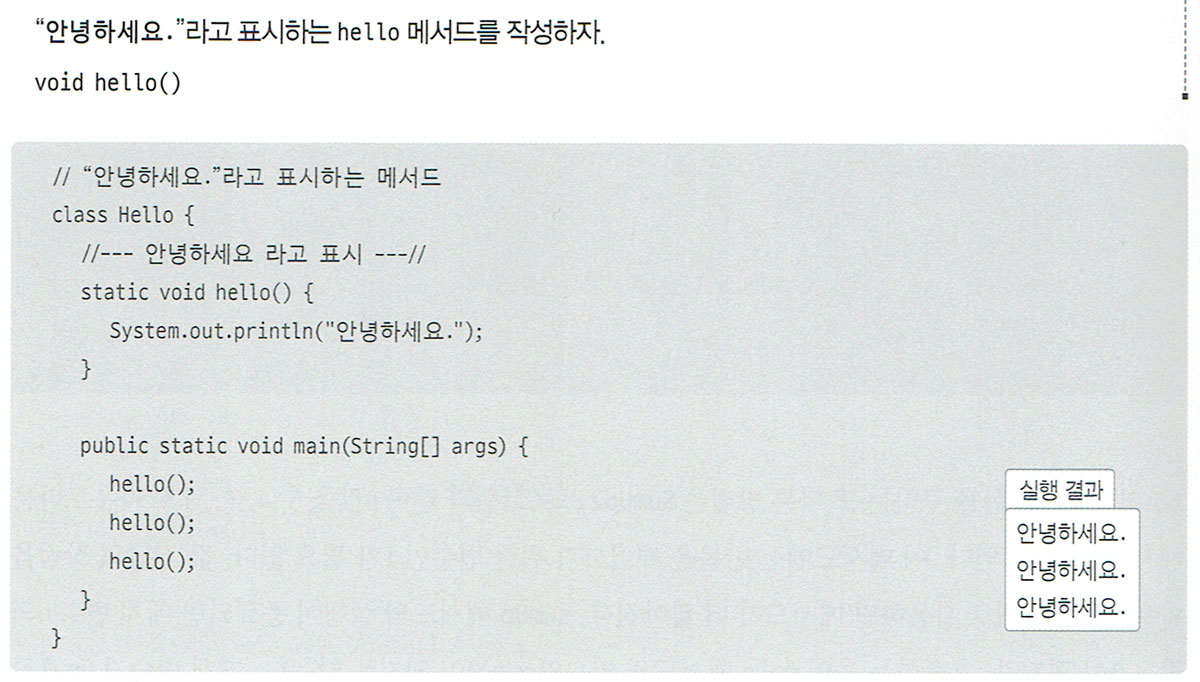 “안녕하세요.”라고 표시하는 hello 메서드를 작성하자.
void hello()
// “안녕하세요.”라고 표시하는 메서드
class Hello {
//--- 안녕하세요 라고 표시 ---//
static void hello() {
System.out.println("안녕하세요.");
}
public static void main(String[] args) {
hello();
hello();
hello();
}
}
실행 결과
안녕하세요.
안녕하세요.
안녕하세요.